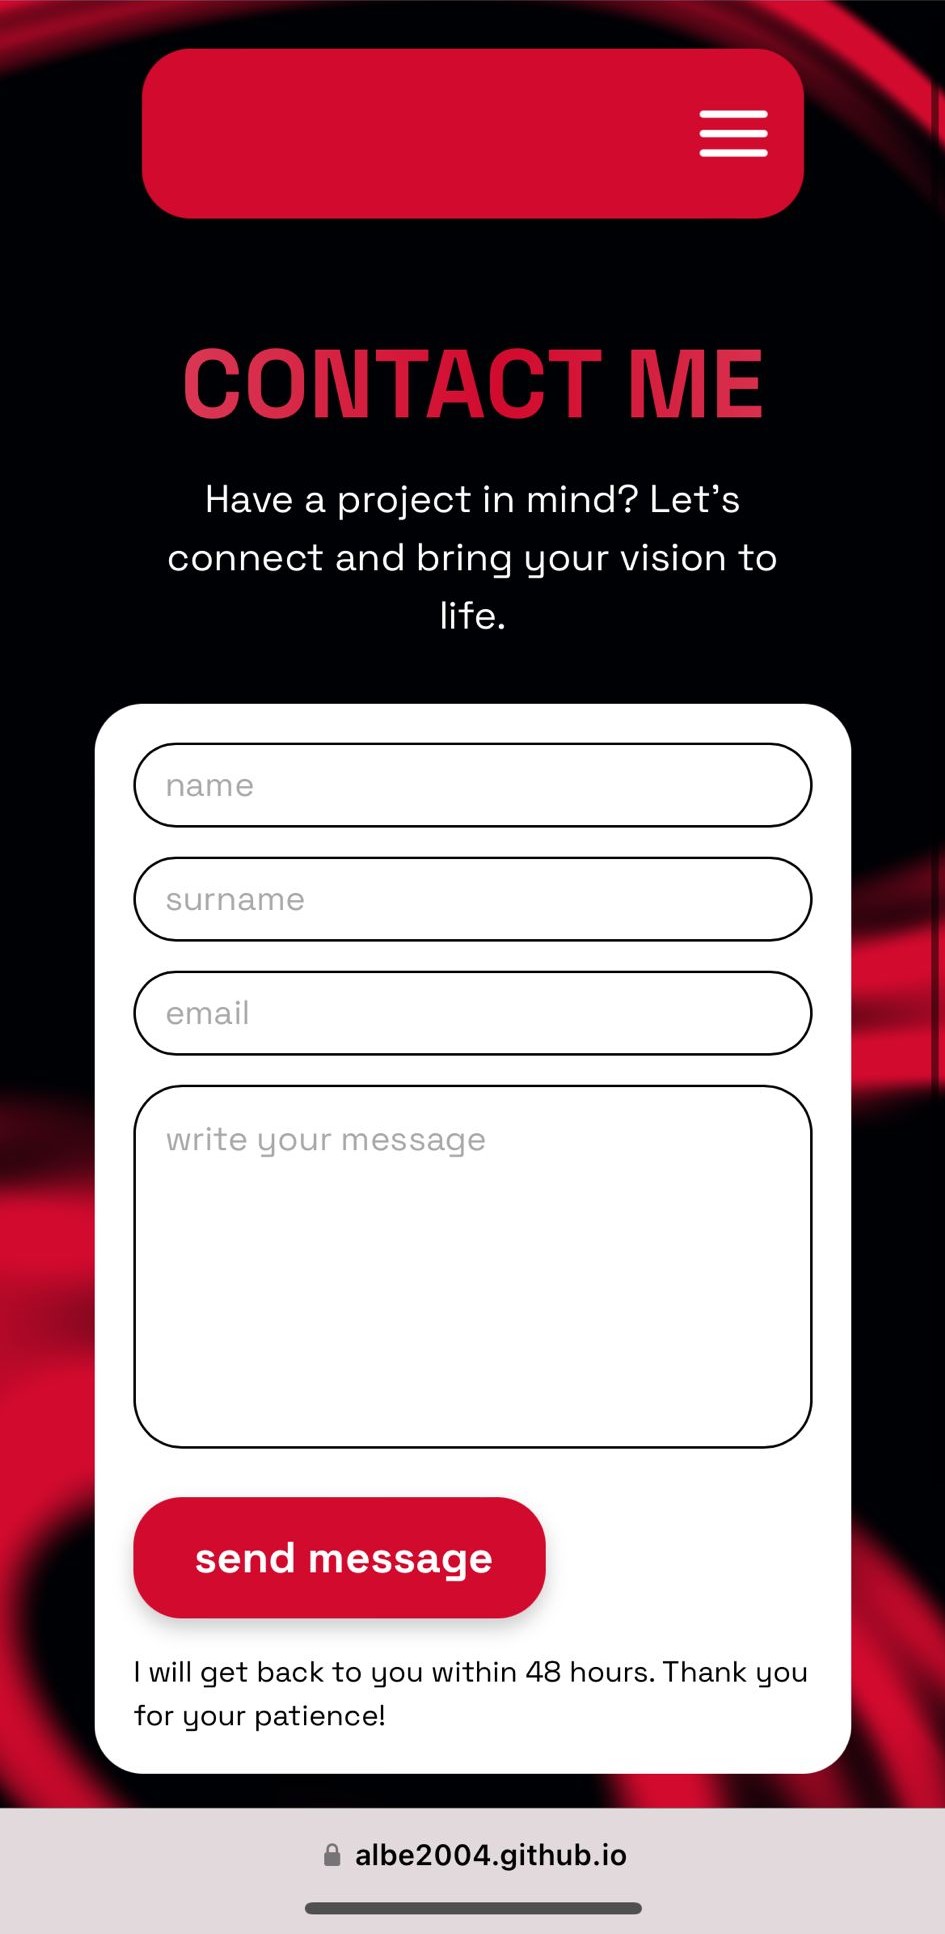 CONTACT ME
Have a project in mind? Let’s
connect and bring your vision to
life.
name
surname
email
write your message
send message
I will get back to you within 48 hours. Thank you
for your patience!
albe2004.github.io